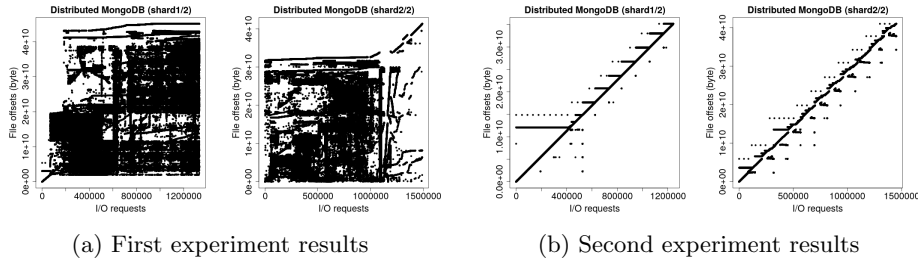 Distributed MongoDB (shard1/2)
File offsets (byte)
0e+00 1e+10 2e+10 3e+10 4e+10
0 400000 800000 1200000
I/O requests
Distributed MongoDB (shard2/2)
File offsets (byte)
0e+00 1e+10 2e+10 3e+10 4e+10
0 500000 1000000 1500000
I/O requests
(a) First experiment results
Distributed MongoDB (shard1/2)
File offsets (byte)
0.0e+00 1.0e+10 2.0e+10 3.0e+10
0 400000 800000 1200000
I/O requests
Distributed MongoDB (shard2/2)
File offsets (byte)
0e+00 1e+10 2e+10 3e+10 4e+10
0 500000 1000000 1500000
I/O requests
(b) Second experiment results